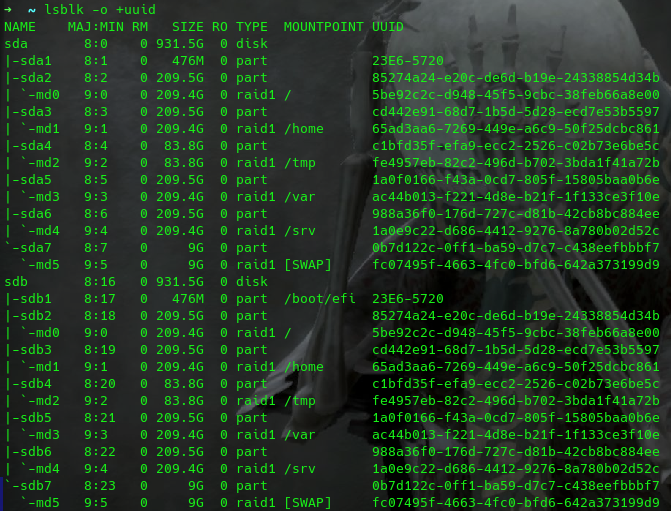 ➜  ~ lsblk -o +uuid
NAME    MAJ:MIN RM   SIZE RO TYPE  MOUNTPOINT UUID
sda       8:0    0 931.5G  0 disk
|-sda1    8:1    0   476M  0 part             23E6-5720
|-sda2    8:2    0 209.5G  0 part             85274a24-e20c-de6d-b19e-24338854d34b
| `-md0   9:0    0 209.4G  0 raid1 /          5be92c2c-d948-45f5-9cbc-38feb66a8e00
|-sda3    8:3    0 209.5G  0 part             cd442e91-68d7-1b5d-5d28-ecd7e53b5597
| `-md1   9:1    0 209.4G  0 raid1 /home      65ad3aa6-7269-449e-a6c9-50f25dcbc861
|-sda4    8:4    0  83.8G  0 part             c1bfd35f-efa9-ecc2-2526-c02b73e6be5c
| `-md2   9:2    0  83.8G  0 raid1 /tmp       fe4957eb-82c2-496d-b702-3bda1f41a72b
|-sda5    8:5    0 209.5G  0 part             1a0f0166-f43a-0cd7-805f-15805baa0b6e
| `-md3   9:3    0 209.4G  0 raid1 /var       ac44b013-f221-4d8e-b21f-1f133ce3f10e
|-sda6    8:6    0 209.5G  0 part             988a36f0-176d-727c-d81b-42cb8bc884ee
| `-md4   9:4    0 209.4G  0 raid1 /srv       1a0e9c22-d686-4412-9276-8a780b02d52c
`-sda7    8:7    0     9G  0 part             0b7d122c-0ff1-ba59-d7c7-c438eefbbbf7
  `-md5   9:5    0     9G  0 raid1 [SWAP]     fc07495f-4663-4fc0-bfd6-642a373199d9
sdb       8:16   0 931.5G  0 disk
|-sdb1    8:17   0   476M  0 part  /boot/efi  23E6-5720
|-sdb2    8:18   0 209.5G  0 part             85274a24-e20c-de6d-b19e-24338854d34b
| `-md0   9:0    0 209.4G  0 raid1 /          5be92c2c-d948-45f5-9cbc-38feb66a8e00
|-sdb3    8:19   0 209.5G  0 part             cd442e91-68d7-1b5d-5d28-ecd7e53b5597
| `-md1   9:1    0 209.4G  0 raid1 /home      65ad3aa6-7269-449e-a6c9-50f25dcbc861
|-sdb4    8:20   0  83.8G  0 part             c1bfd35f-efa9-ecc2-2526-c02b73e6be5c
| `-md2   9:2    0  83.8G  0 raid1 /tmp       fe4957eb-82c2-496d-b702-3bda1f41a72b
|-sdb5    8:21   0 209.5G  0 part             1a0f0166-f43a-0cd7-805f-15805baa0b6e
| `-md3   9:3    0 209.4G  0 raid1 /var       ac44b013-f221-4d8e-b21f-1f133ce3f10e
|-sdb6    8:22   0 209.5G  0 part             988a36f0-176d-727c-d81b-42cb8bc884ee
| `-md4   9:4    0 209.4G  0 raid1 /srv       1a0e9c22-d686-4412-9276-8a780b02d52c
`-sdb7    8:23   0     9G  0 part             0b7d122c-0ff1-ba59-d7c7-c438eefbbbf7
  `-md5   9:5    0     9G  0 raid1 [SWAP]     fc07495f-4663-4fc0-bfd6-642a373199d9